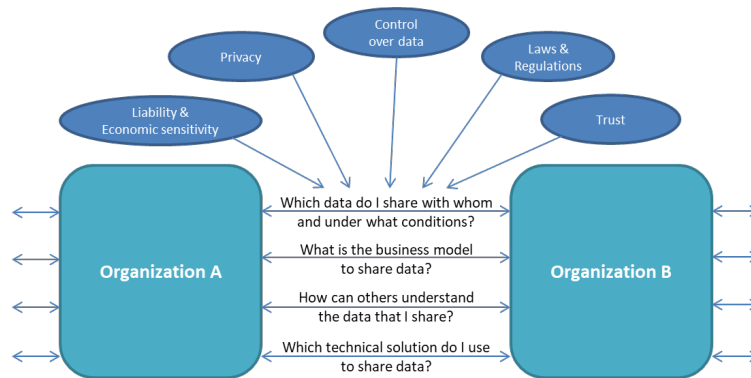 Control
over data
Privacy
Laws &
Regulations
Liability &
Economic sensitivity
Trust
Which data do I share with whom
and under what conditions?
What is the business model
to share data?
Organization A
Organization B
How can others understand
the data that I share?
Which technical solution do I use
to share data?